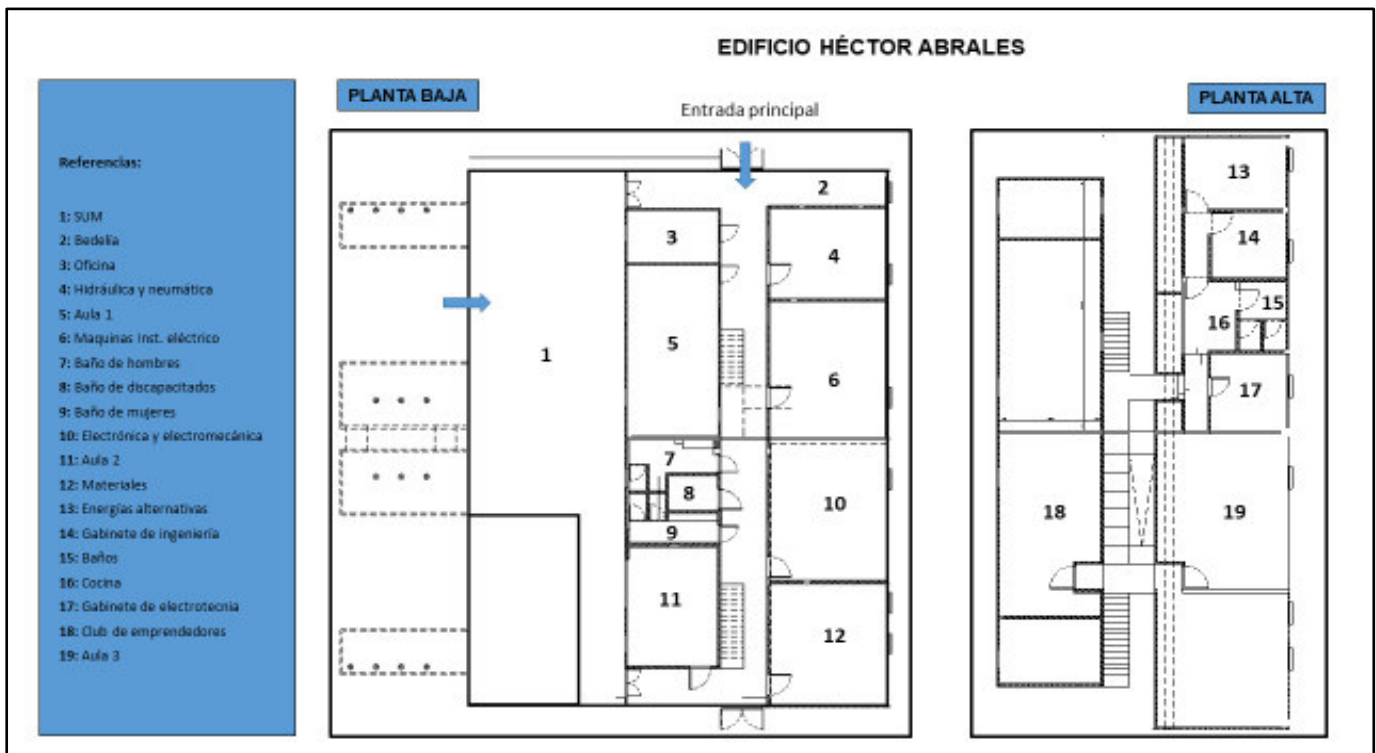 EDIFICIO HÉCTOR ABRALES
PLANTA BAJA
PLANTA ALTA
Entrada principal
Referencias:
1: SUM
2: Bedelía
3: Oficina
4: Hidráulica y neumática
5: Aula 1
6: Maquinas Inst. eléctrico
7: Baño de hombres
8: Baño de discapacitados
9: Baño de mujeres
10: Electrónica y electromecánica
11: Aula 2
12: Materiales
13: Energías alternativas
14: Gabinete de ingeniería
15: Baños
16: Cocina
17: Gabinete de electrotecnia
18: Club de emprendedores
19: Aula 3
2
3
4
1
5
6
7
8
9
10
11
12
13
14
15
16
17
18
19